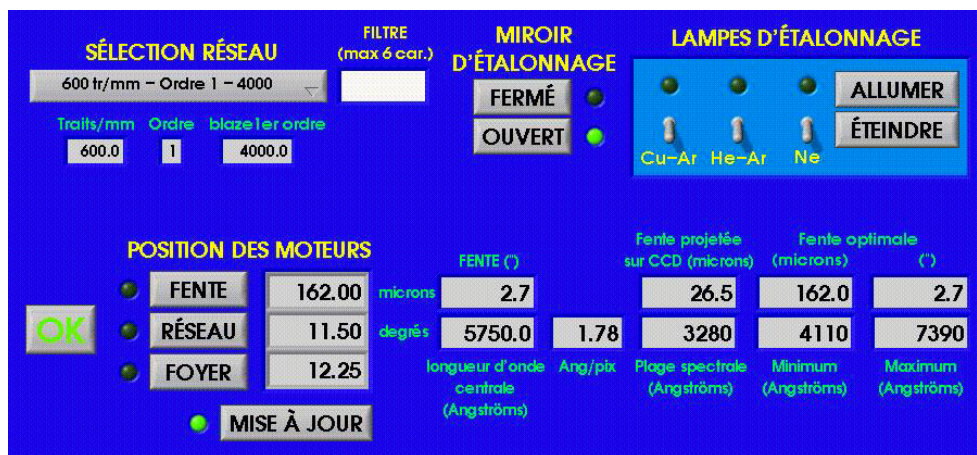 SÉLECTION RÉSEAU
600 tr/mm – Ordre 1 – 4000
Traits/mm Ordre blaze1er ordre
600.0 1 4000.0
FILTRE
(max 6 car.)
MIROIR
D'ÉTALONNAGE
FERMÉ
OUVERT
LAMPES D'ÉTALONNAGE
ALLUMER
ÉTEINDRE
Cu–Ar He–Ar Ne
POSITION DES MOTEURS
OK
FENTE 162.00 microns
RÉSEAU 11.50 degrés
FOYER 12.25
MISE À JOUR
FENTE (")
2.7
5750.0 1.78
longueur d'onde
centrale
(Angströms)
Ang/pix
Fente projetée
sur CCD (microns)
26.5
3280
Plage spectrale
(Angströms)
Fente optimale
(microns) (")
162.0 2.7
4110 7390
Minimum
(Angströms)
Maximum
(Angströms)